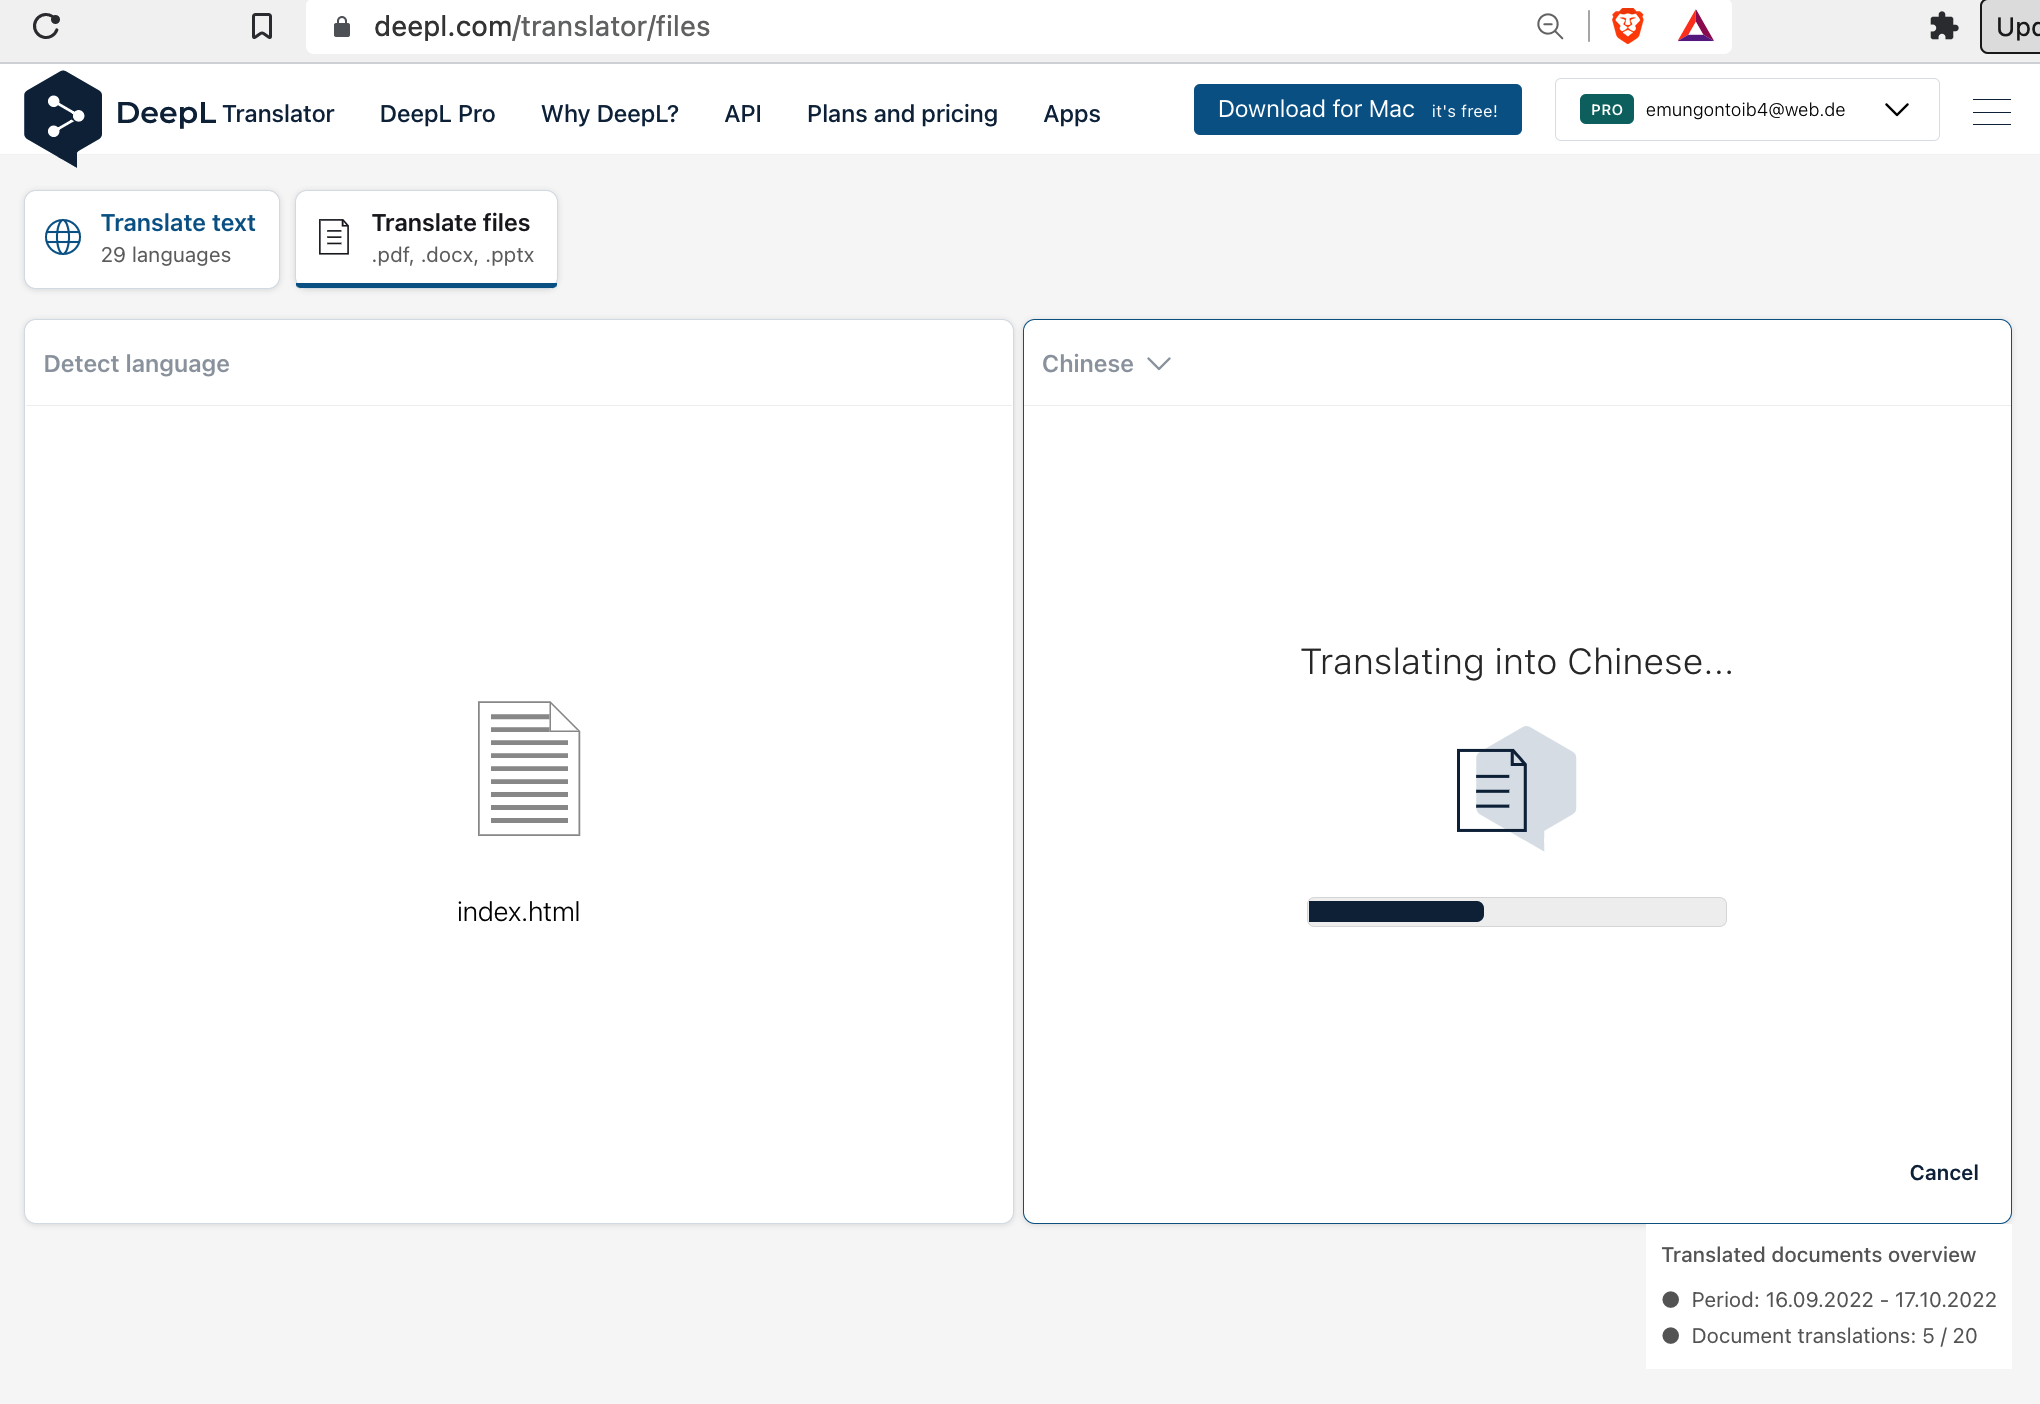 deepl.com/translator/files
Upd
DeepL Translator DeepL Pro Why DeepL? API Plans and pricing Apps Download for Mac it's free! PRO emungontoib4@web.de
Translate text
29 languages
Translate files
.pdf, .docx, .pptx
Detect language
Chinese
Translating into Chinese...
index.html
Cancel
Translated documents overview
Period: 16.09.2022 - 17.10.2022
Document translations: 5 / 20